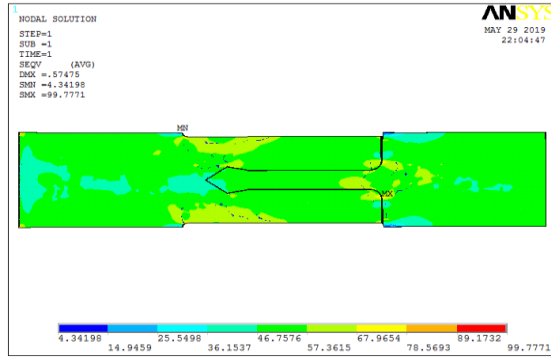 1
NODAL SOLUTION
STEP=1
SUB =1
TIME=1
SEQV (AVG)
DMX =.57475
SMN =4.34198
SMX =99.7771
ANSYS
MAY 29 2019
22:04:47
MN
MX
4.34198 25.5498 46.7576 67.9654 89.1732
14.9459 36.1537 57.3615 78.5693 99.7771